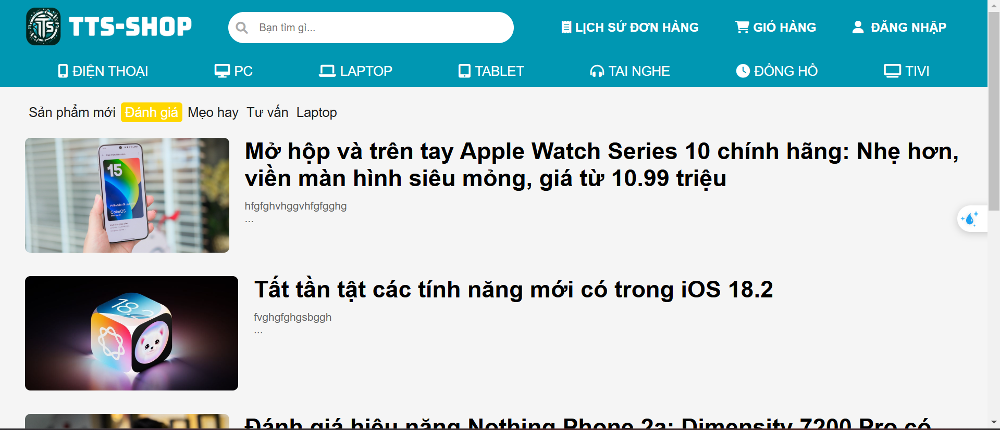 TTS
TTS-SHOP
Bạn tìm gì...
LỊCH SỬ ĐƠN HÀNG
GIỎ HÀNG
ĐĂNG NHẬP
ĐIỆN THOẠI
PC
LAPTOP
TABLET
TAI NGHE
ĐỒNG HỒ
TIVI
Sản phẩm mới
Đánh giá
Mẹo hay
Tư vấn
Laptop
15
ColorOS
Mở hộp và trên tay Apple Watch Series 10 chính hãng: Nhẹ hơn,
viền màn hình siêu mỏng, giá từ 10.99 triệu
hfgfghvhggvhfgfgghg
...
18.2
Tất tần tật các tính năng mới có trong iOS 18.2
fvghgfghgsbggh
...
Đánh giá hiệu năng Nothing Phone 2a: Dimensity 7200 Pro có